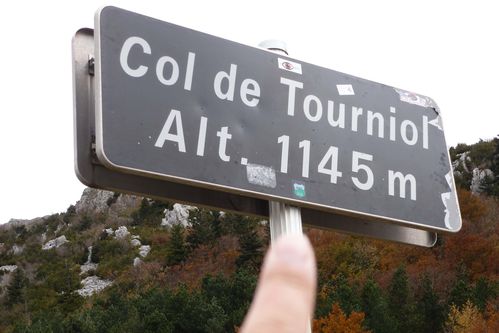 Col de Tourniol
Alt. 1145 m